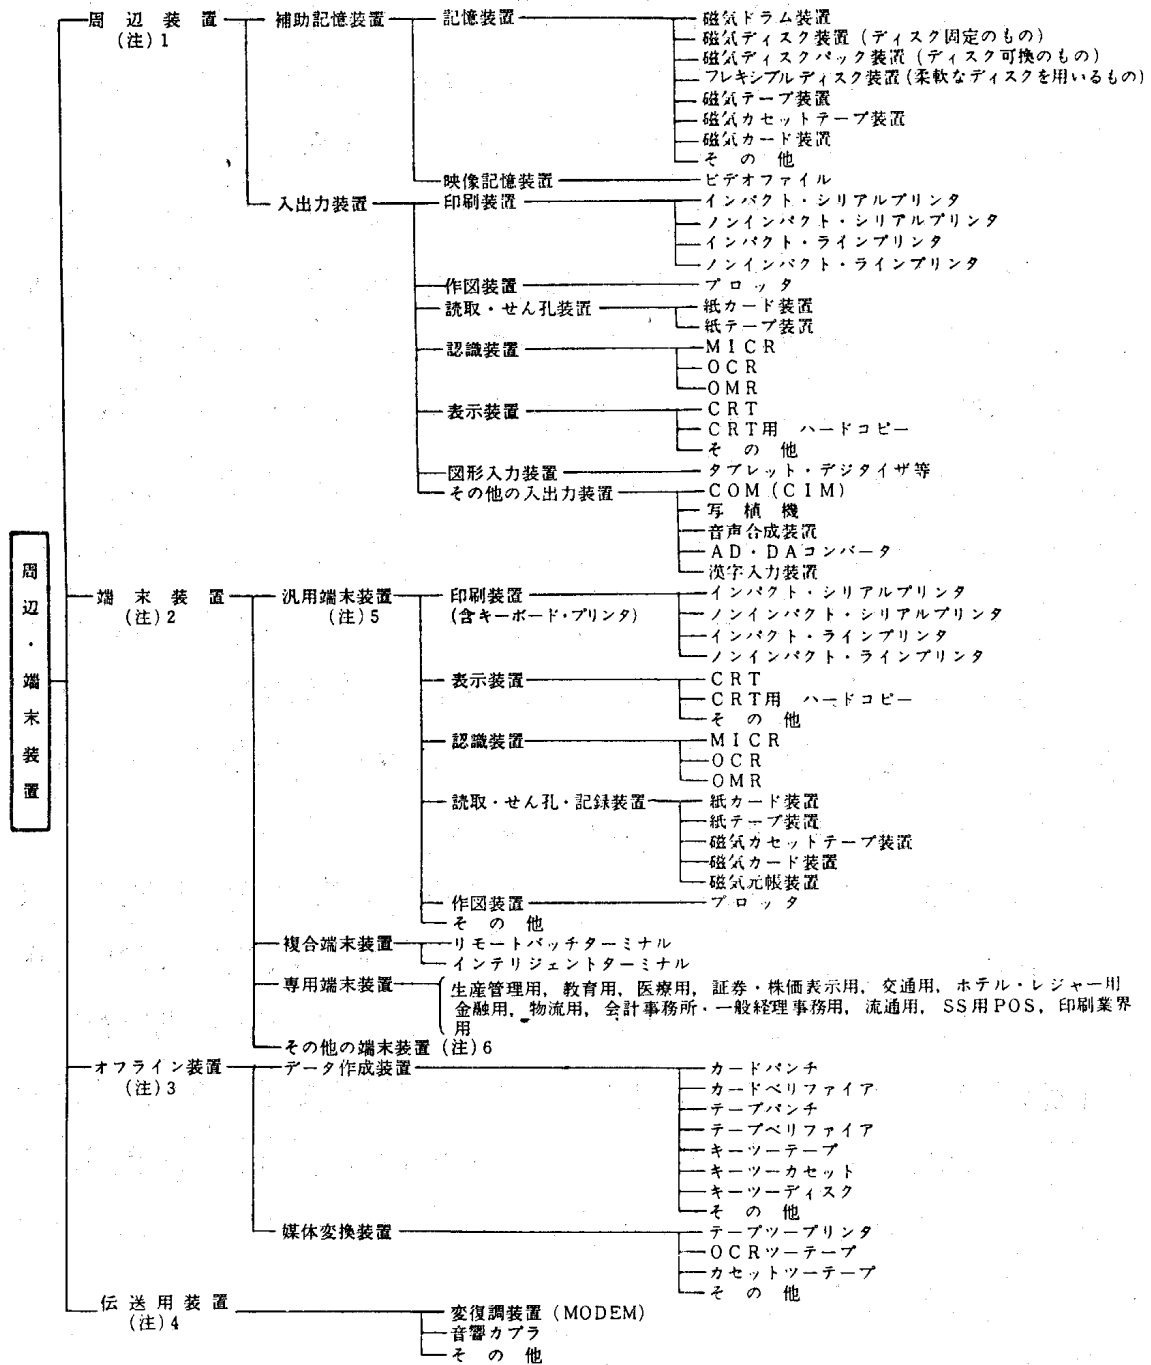 周辺・端末装置
周辺装置
(注)1
補助記憶装置
記憶装置
磁気ドラム装置
磁気ディスク装置 (ディスク固定のもの)
磁気ディスクパック装置 (ディスク可換のもの)
フレキシブルディスク装置 (柔軟なディスクを用いるもの)
磁気テープ装置
磁気カセットテープ装置
磁気カード装置
その他
映像記憶装置
ビデオファイル
入出力装置
印刷装置
インパクト・シリアルプリンタ
ノンインパクト・シリアルプリンタ
インパクト・ラインプリンタ
ノンインパクト・ラインプリンタ
作図装置
プロッタ
読取・せん孔装置
紙カード装置
紙テープ装置
認識装置
MICR
OCR
OMR
表示装置
CRT
CRT用 ハードコピー
その他
図形入力装置
タブレット・デジタイザ等
その他の入出力装置
COM (CIM)
写植機
音声合成装置
AD・DAコンバータ
漢字入力装置
端末装置
(注)2
汎用端末装置
(注)5
印刷装置
(含キーボード・プリンタ)
インパクト・シリアルプリンタ
ノンインパクト・シリアルプリンタ
インパクト・ラインプリンタ
ノンインパクト・ラインプリンタ
表示装置
CRT
CRT用 ハードコピー
その他
認識装置
MICR
OCR
OMR
読取・せん孔・記録装置
紙カード装置
紙テープ装置
磁気カセットテープ装置
磁気カード装置
磁気元帳装置
作図装置
プロッタ
その他
複合端末装置
リモートバッチターミナル
インテリジェントターミナル
専用端末装置
生産管理用, 教育用, 医療用, 証券・株価表示用, 交通用, ホテル・レジャー用
金融用, 物流用, 会計事務所・一般経理事務用, 流通用, SS用POS, 印刷業界
用
その他の端末装置 (注)6
オフライン装置
(注)3
データ作成装置
カードパンチ
カードベリファイア
テープパンチ
テープベリファイア
キーツーテープ
キーツーカセット
キーツーディスク
その他
媒体変換装置
テープツープリンタ
OCRツーテープ
カセットツーテープ
その他
伝送用装置
(注)4
変復調装置 (MODEM)
音響カプラ
その他